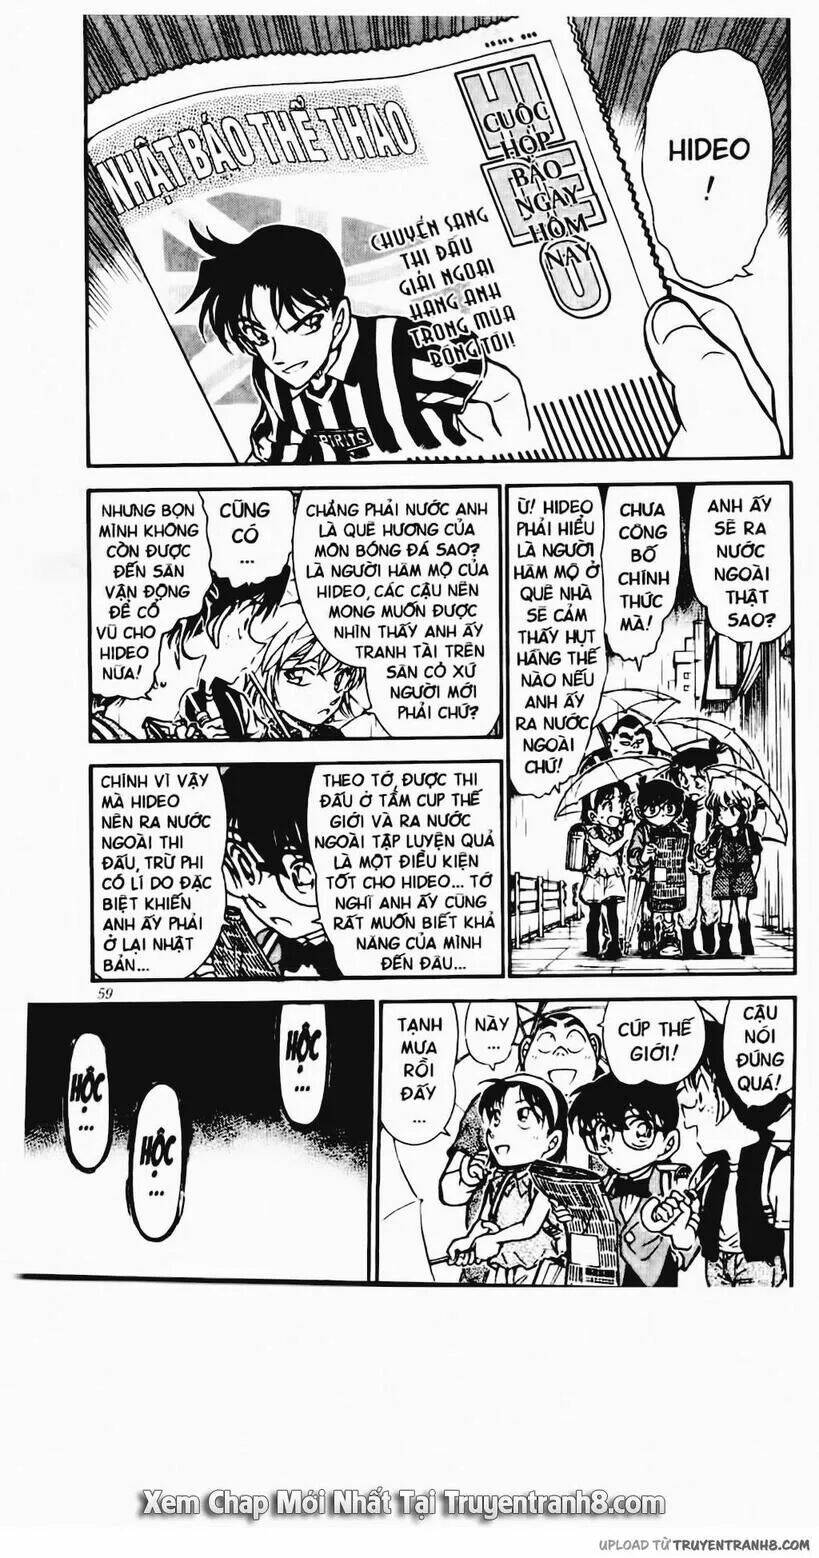 HIDEO
!
HIDEO
CUỘC
HỌP
BÁO
NGAY
HÔM
NAY
NHẬT BÁO THỂ THAO
CHUYỂN SANG
THI ĐẤU
GIẢI NGOẠI
HẠNG ANH
TRONG MÙA
ĐÔNG TỚI!
PIRITS
ANH ẤY
SẼ RA
NƯỚC
NGOÀI
THẬT
SAO?
CHƯA
CÔNG
BỐ
CHÍNH
THỨC
MÀ!
Ừ! HIDEO
PHẢI HIỂU
LÀ NGƯỜI
HÂM MỘ Ở
QUÊ NHÀ
SẼ CẢM
THẤY HỤT
HẪNG THẾ
NÀO NẾU
ANH ẤY
RA NƯỚC
NGOÀI
CHỨ!
CHẲNG PHẢI NƯỚC ANH
LÀ QUÊ HƯƠNG CỦA
MÔN BÓNG ĐÁ SAO?
LÀ NGƯỜI HÂM MỘ CỦA
HIDEO, CÁC CẬU NÊN
MONG MUỐN ĐƯỢC
NHÌN THẤY ANH ẤY
TRANH TÀI TRÊN
SÂN CỎ XỨ
NGƯỜI MỚI
PHẢI CHỨ?
CŨNG
CÓ
...
NHƯNG BỌN
MÌNH KHÔNG
CÒN ĐƯỢC
ĐẾN SÂN
VẬN ĐỘNG
ĐỂ CỔ
VŨ CHO
HIDEO
NỮA!
THEO TỚ, ĐƯỢC THI
ĐẤU Ở TẦM CUP THẾ
GIỚI VÀ RA NƯỚC
NGOÀI TẬP LUYỆN QUẢ
LÀ MỘT ĐIỀU KIỆN
TỐT CHO HIDEO... TỚ
NGHĨ ANH ẤY CŨNG
RẤT MUỐN BIẾT KHẢ
NĂNG CỦA MÌNH
ĐẾN ĐÂU...
CHÍNH VÌ VẬY
MÀ HIDEO
NÊN RA NƯỚC
NGOÀI THI
ĐẤU, TRỪ PHI
CÓ LÍ DO ĐẶC
BIỆT KHIẾN
ANH ẤY PHẢI
Ở LẠI NHẬT
BẢN...
59
CẬU
NÓI
ĐÚNG
QUÁ!
CÚP THẾ
GIỚI!
NÀY
...
TẠNH
MƯA
RỒI
ĐẤY
...
HỘC
...
HỘC
...
HỘC
...
Xem Chap Mới Nhất Tại Truyentranh8.com
UPLOAD TỪ TRUYENTRANH8.COM